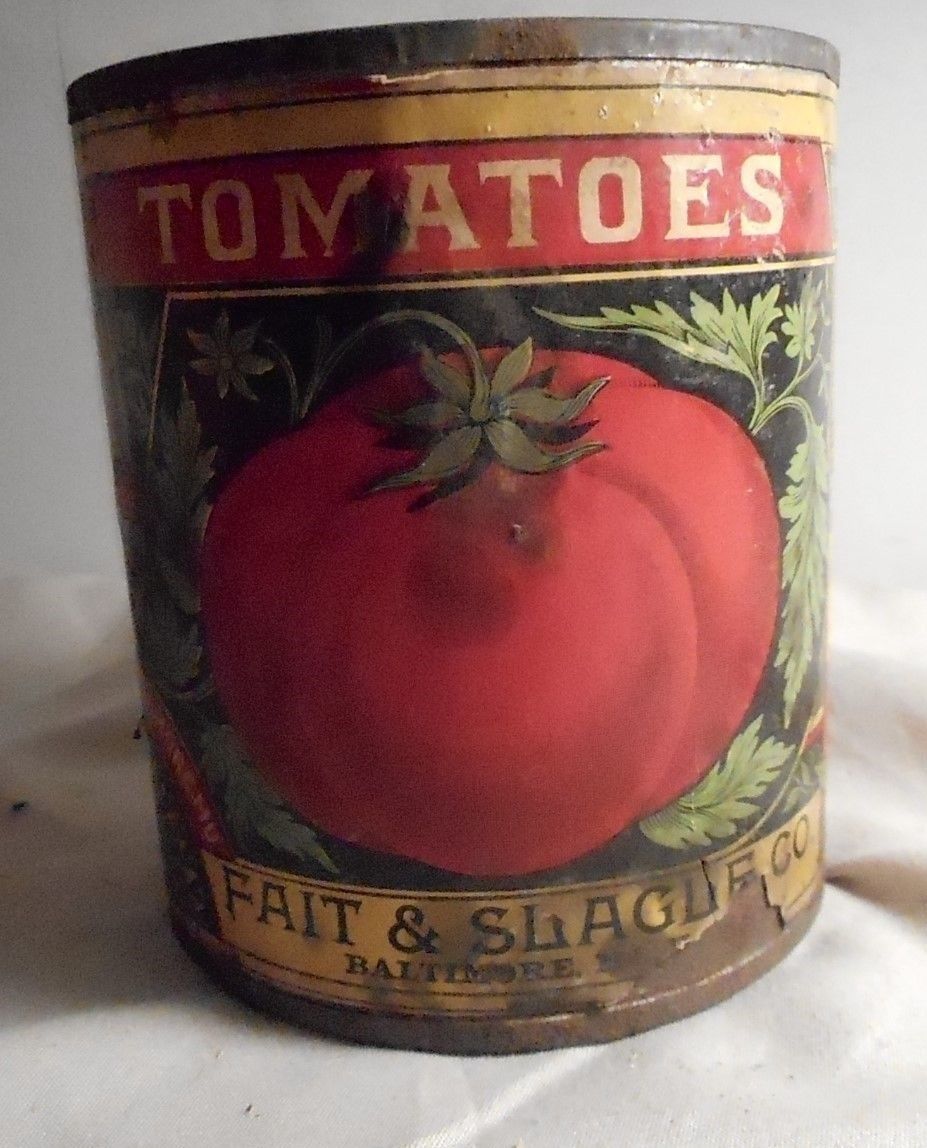 TOMATOES
FAIT & SLAGLE CO
BALTIMORE,